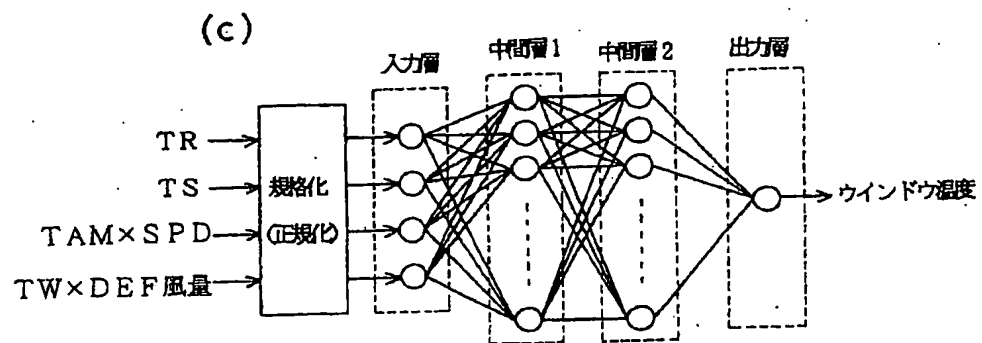 (c)
入力層
中間層1
中間層2
出力層
TR
TS
TAM×SPD
TW×DEF風量
規格化
(正規化)
ウインドウ温度